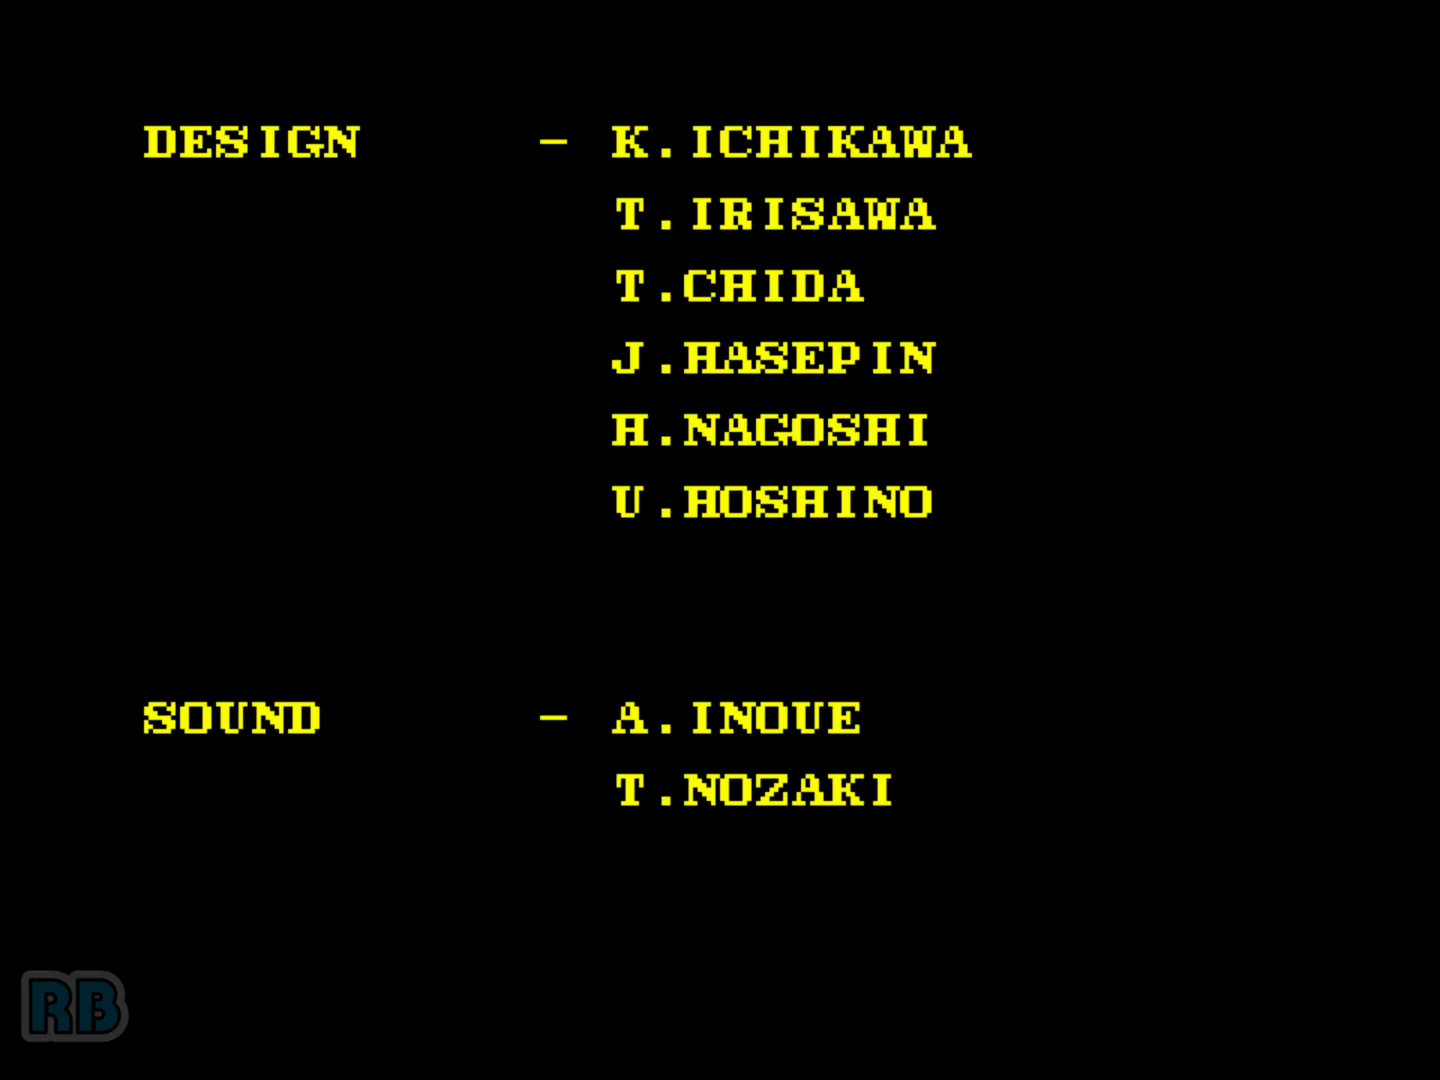 DESIGN - K.ICHIKAWA
T.IRISAWA
T.CHIDA
J.HASEPIN
H.NAGOSHI
U.HOSHINO
SOUND - A.INOUE
T.NOZAKI
RB